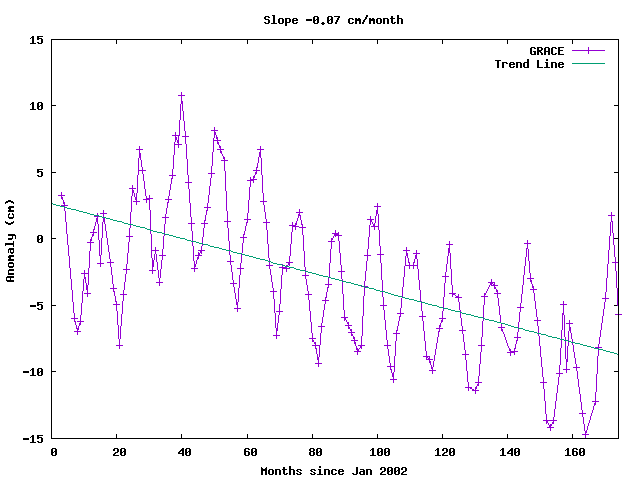 Slope -0.07 cm/month
GRACE
Trend Line
15
10
5
0
-5
-10
-15
Anomaly (cm)
0 20 40 60 80 100 120 140 160
Months since Jan 2002